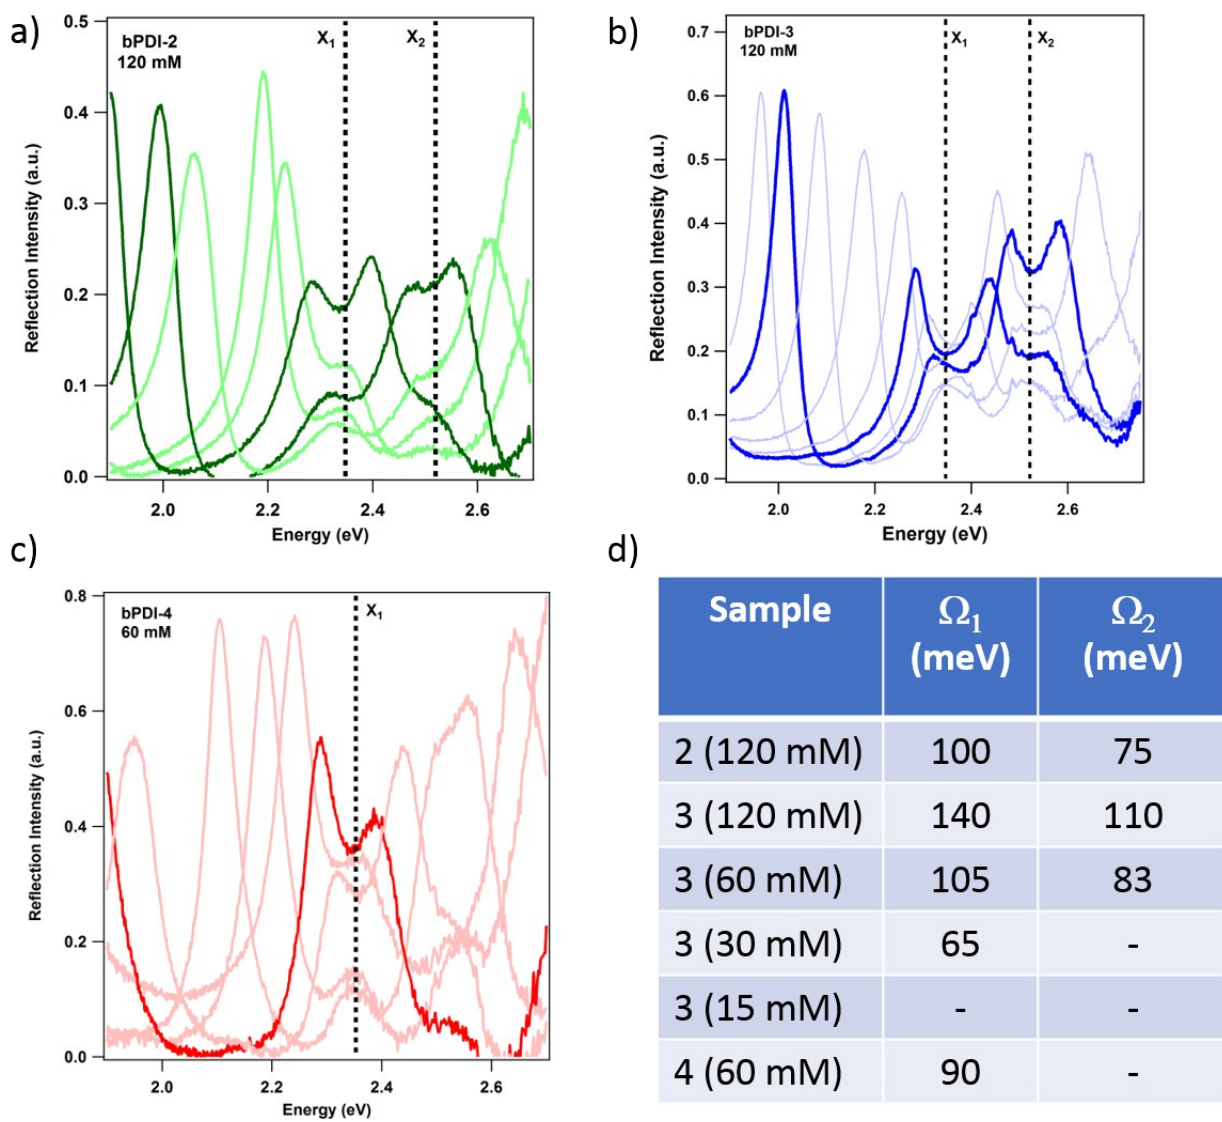 a)
0.5
0.4
0.3
0.2
0.1
0.0
Reflection Intensity (a.u.)
bPDI-2
120 mM
X1
X2
2.0 2.2 2.4 2.6
Energy (eV)
b)
0.7
0.6
0.5
0.4
0.3
0.2
0.1
0.0
Reflection Intensity (a.u.)
bPDI-3
120 mM
X1
X2
2.0 2.2 2.4 2.6
Energy (eV)
c)
0.8
0.6
0.4
0.2
0.0
Reflection Intensity (a.u.)
bPDI-4
60 mM
X1
2.0 2.2 2.4 2.6
Energy (eV)
d)
Sample Ω1 (meV) Ω2 (meV)
2 (120 mM) 100 75
3 (120 mM) 140 110
3 (60 mM) 105 83
3 (30 mM) 65 -
3 (15 mM) - -
4 (60 mM) 90 -